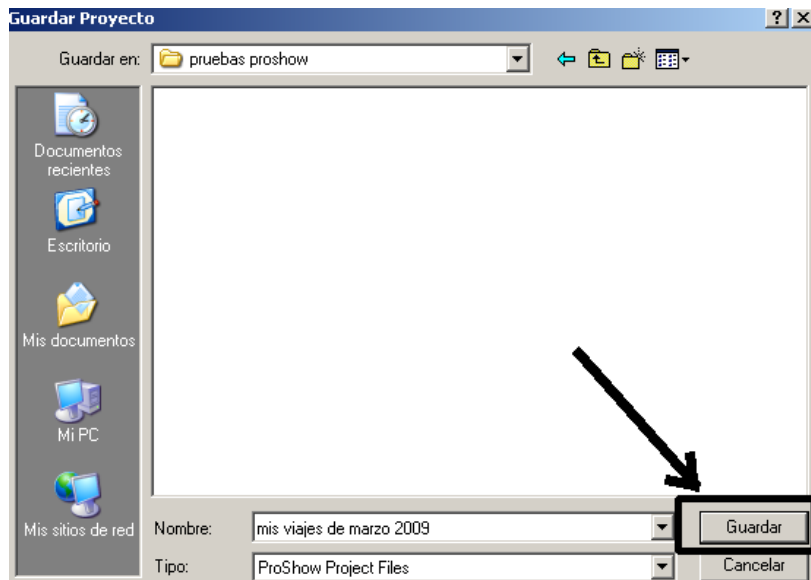 Guardar Proyecto
Guardar en: pruebas proshow
Documentos
recientes
Escritorio
Mis documentos
Mi PC
Mis sitios de red
Nombre: mis viajes de marzo 2009 Guardar
Tipo: ProShow Project Files Cancelar